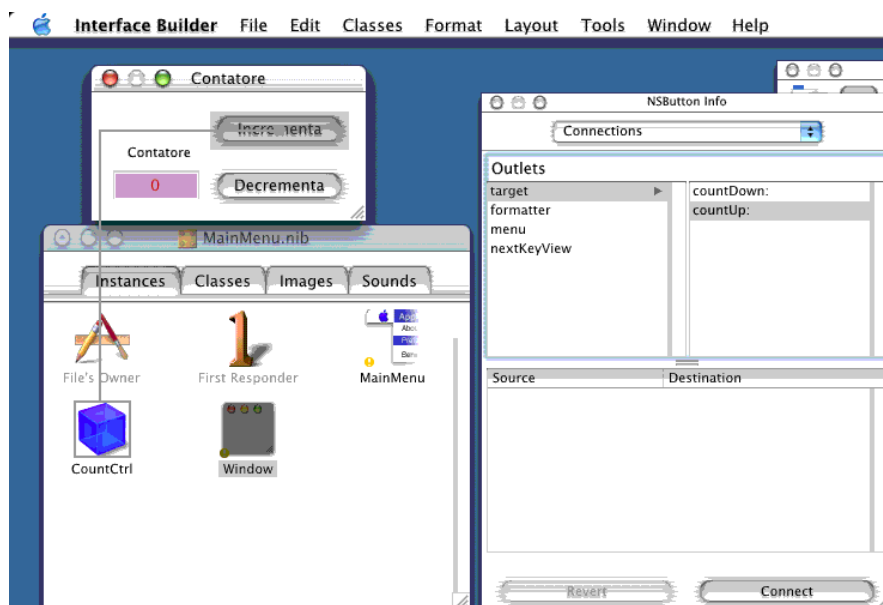 Interface Builder File Edit Classes Format Layout Tools Window Help
Contatore
Incrementa
Contatore
0
Decrementa
MainMenu.nib
Instances Classes Images Sounds
File's Owner
First Responder
MainMenu
CountCtrl
Window
NSButton Info
Connections
Outlets
target
formatter
menu
nextKeyView
countDown:
countUp:
Source Destination
Revert Connect